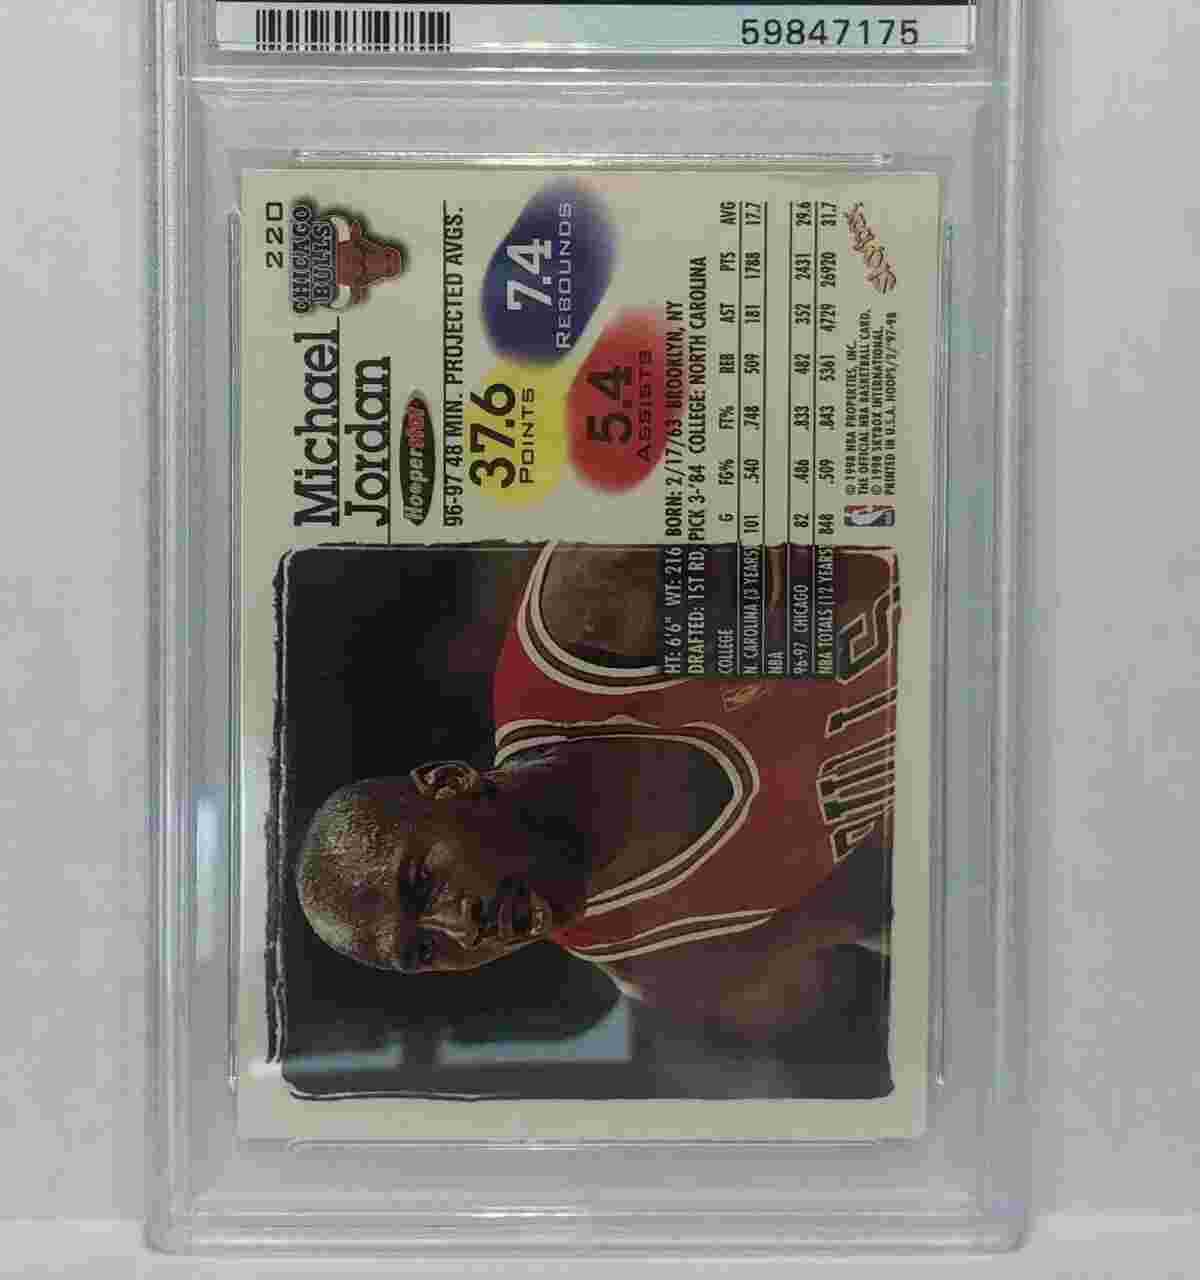 59847175
220
CHICAGO
BULLS
Michael
Jordan
Hooperstar
96-97 48 MIN. PROJECTED AVGS.
37.6
POINTS
7.4
REBOUNDS
5.4
ASSISTS
HT: 6'6" WT: 216 BORN: 2/17/63 BROOKLYN, NY
DRAFTED: 1ST RD, PICK 3-'84 COLLEGE: NORTH CAROLINA
COLLEGE G FG% FT% REB AST PTS AVG
N. CAROLINA (3 YEARS) 101 .540 .748 509 181 1788 17.7
NBA
96-97 CHICAGO 82 .486 .833 482 352 2431 29.6
NBA TOTALS (12 YEARS) 848 .509 .843 5361 4729 26920 31.7
© 1998 NBA PROPERTIES, INC.
THE OFFICIAL NBA BASKETBALL CARD.
© 1998 SKYBOX INTERNATIONAL.
PRINTED IN U.S.A. HOOPS/2/'97-98
BULLS